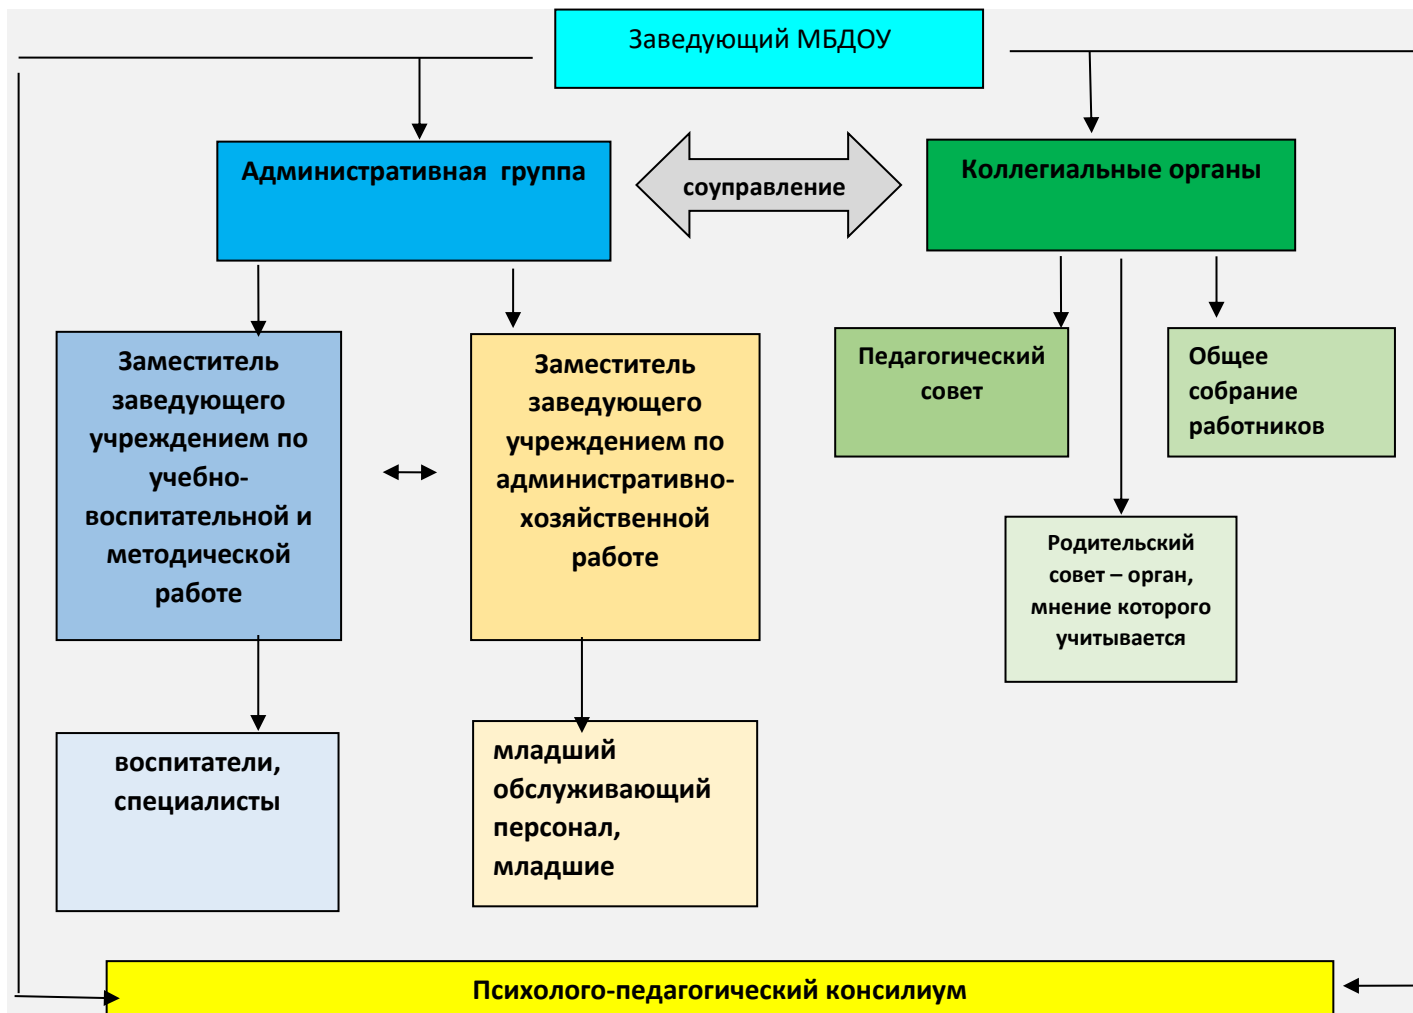 Заведующий МБДОУ
Административная группа
соуправление
Коллегиальные органы
Заместитель
заведующего
учреждением по
учебно-
воспитательной и
методической
работе
Заместитель
заведующего
учреждением по
административно-
хозяйственной
работе
Педагогический
совет
Общее
собрание
работников
Родительский
совет – орган,
мнение которого
учитывается
воспитатели,
специалисты
младший
обслуживающий
персонал,
младшие
Психолого-педагогический консилиум